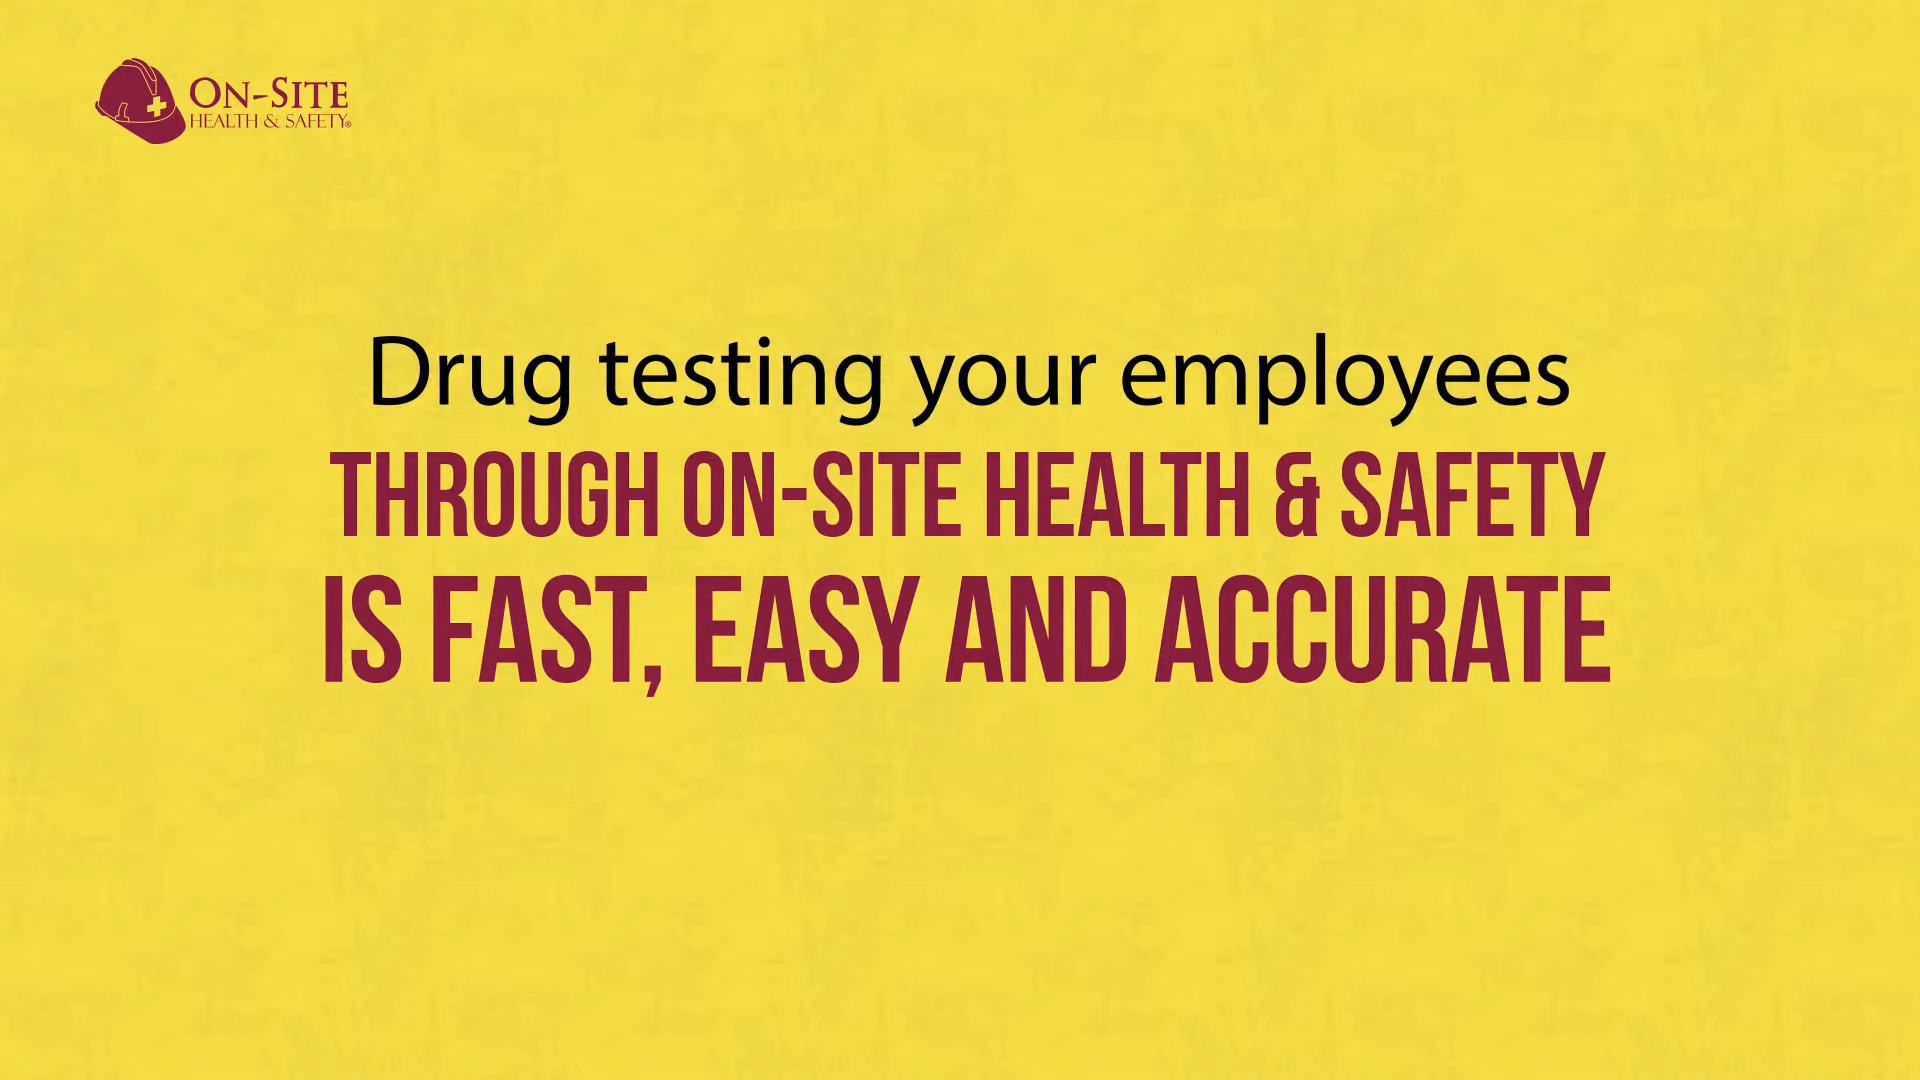 ON-SITE
HEALTH & SAFETY®
Drug testing your employees
THROUGH ON-SITE HEALTH & SAFETY
IS FAST, EASY AND ACCURATE